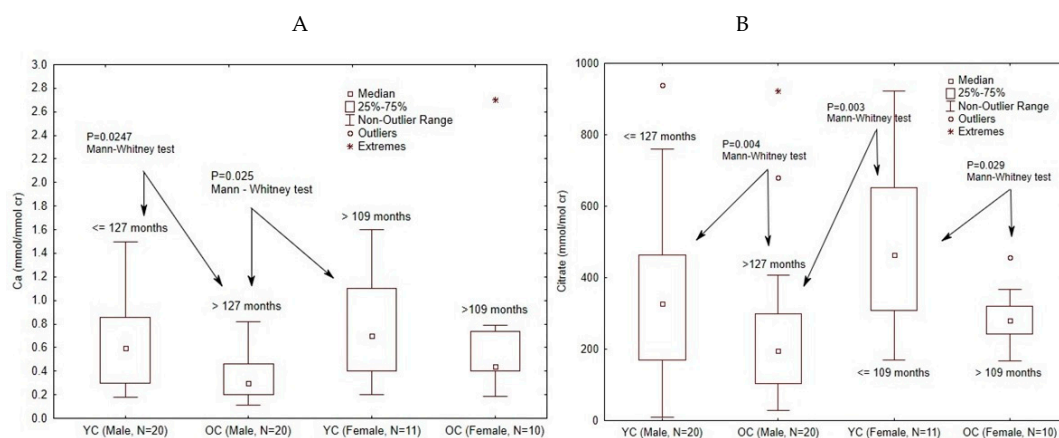 A
B
3.0
2.8
2.6
2.4
2.2
2.0
1.8
1.6
1.4
1.2
1.0
0.8
0.6
0.4
0.2
0.0
Ca (mmol/mmol cr)
Median
25%-75%
Non-Outlier Range
Outliers
Extremes
P=0.0247
Mann-Whitney test
P=0.025
Mann - Whitney test
<= 127 months
> 127 months
> 109 months
>109 months
YC (Male, N=20)
OC (Male, N=20)
YC (Female, N=11)
OC (Female, N=10)
1000
800
600
400
200
0
Citrate (mmol/mmol cr)
Median
25%-75%
Non-Outlier Range
Outliers
Extremes
<= 127 months
P=0.003
Mann-Whitney test
P=0.004
Mann-Whitney test
P=0.029
Mann-Whitney test
>127 months
<= 109 months
> 109 months
YC (Male, N=20)
OC (Male, N=20)
YC (Female, N=11)
OC (Female, N=10)